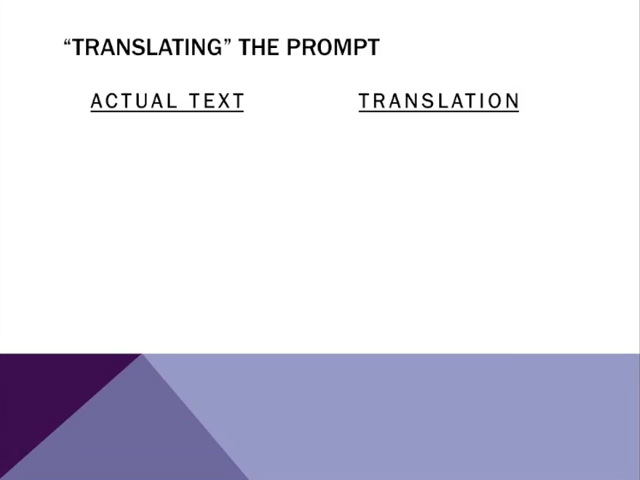 “TRANSLATING” THE PROMPT
ACTUAL TEXT
TRANSLATION